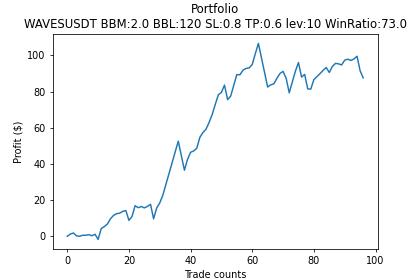 Portfolio
WAVESUSDT BBM:2.0 BBL:120 SL:0.8 TP:0.6 lev:10 WinRatio:73.0
100
80
60
40
20
0
Profit ($)
0 20 40 60 80 100
Trade counts